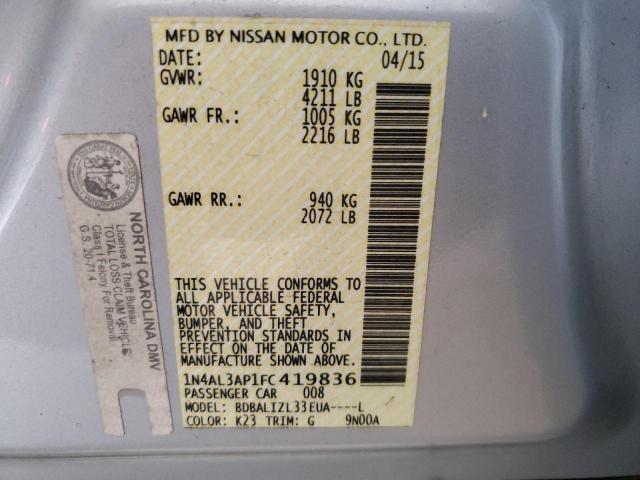 MFD BY NISSAN MOTOR CO., LTD.
DATE: 04/15
GVWR: 1910 KG
4211 LB
GAWR FR.: 1005 KG
2216 LB
GAWR RR.: 940 KG
2072 LB
THIS VEHICLE CONFORMS TO
ALL APPLICABLE FEDERAL
MOTOR VEHICLE SAFETY,
BUMPER, AND THEFT
PREVENTION STANDARDS
IN EFFECT ON THE DATE OF
MANUFACTURE SHOWN ABOVE.
1N4AL3AP1FC419836
PASSENGER CAR 008
MODEL: BDBALIZL33EUA----L
COLOR: K23 TRIM: G 9N00A
NORTH CAROLINA DMV
License & Theft Bureau
TOTAL LOSS CLAIM VEHICLE
Class I Felony For Removal
G.S. 20-71.4